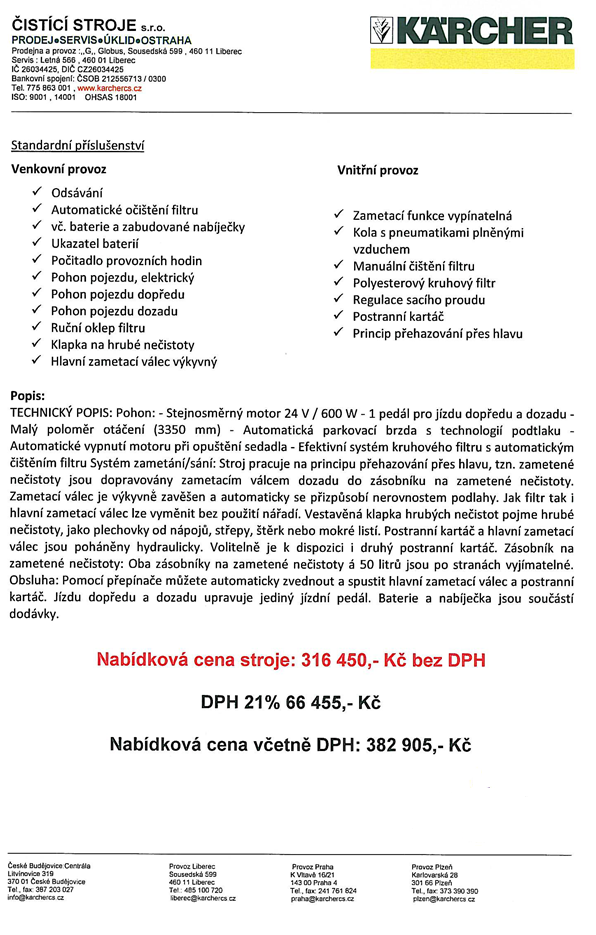 ČISTÍCÍ STROJE s.r.o.
PRODEJ●SERVIS●ÚKLID●OSTRAHA
Prodejna a provoz :„G„, Globus, Sousedská 599 , 460 11 Liberec
Servis : Letná 566 , 460 01 Liberec
IČ 26034425, DIČ CZ26034425
Bankovní spojení: ČSOB 212556713 / 0300
Tel. 775 863 001 , www.karchercs.cz
ISO: 9001 , 14001 OHSAS 18001
KÄRCHER
Standardní příslušenství
Venkovní provoz
✓ Odsávání
✓ Automatické očištění filtru
✓ vč. baterie a zabudované nabíječky
✓ Ukazatel baterií
✓ Počitadlo provozních hodin
✓ Pohon pojezdu, elektrický
✓ Pohon pojezdu dopředu
✓ Pohon pojezdu dozadu
✓ Ruční oklep filtru
✓ Klapka na hrubé nečistoty
✓ Hlavní zametací válec výkyvný
Vnitřní provoz
✓ Zametací funkce vypínatelná
✓ Kola s pneumatikami plněnými
vzduchem
✓ Manuální čištění filtru
✓ Polyesterový kruhový filtr
✓ Regulace sacího proudu
✓ Postranní kartáč
✓ Princip přehazování přes hlavu
Popis:
TECHNICKÝ POPIS: Pohon: - Stejnosměrný motor 24 V / 600 W - 1 pedál pro jízdu dopředu a dozadu -
Malý poloměr otáčení (3350 mm) - Automatická parkovací brzda s technologií podtlaku -
Automatické vypnutí motoru při opuštění sedadla - Efektivní systém kruhového filtru s automatickým
čištěním filtru Systém zametání/sání: Stroj pracuje na principu přehazování přes hlavu, tzn. zametené
nečistoty jsou dopravovány zametacím válcem dozadu do zásobníku na zametené nečistoty.
Zametací válec je výkyvně zavěšen a automaticky se přizpůsobí nerovnostem podlahy. Jak filtr tak i
hlavní zametací válec lze vyměnit bez použití nářadí. Vestavěná klapka hrubých nečistot pojme hrubé
nečistoty, jako plechovky od nápojů, střepy, štěrk nebo mokré listí. Postranní kartáč a hlavní zametací
válec jsou poháněny hydraulicky. Volitelně je k dispozici i druhý postranní kartáč. Zásobník na
zametené nečistoty: Oba zásobníky na zametené nečistoty á 50 litrů jsou po stranách vyjímatelné.
Obsluha: Pomocí přepínače můžete automaticky zvednout a spustit hlavní zametací válec a postranní
kartáč. Jízdu dopředu a dozadu upravuje jediný jízdní pedál. Baterie a nabíječka jsou součástí
dodávky.
Nabídková cena stroje: 316 450,- Kč bez DPH
DPH 21% 66 455,- Kč
Nabídková cena včetně DPH: 382 905,- Kč
České Budějovice:Centrála
Litvínovice 319
370 01 České Budějovice
Tel., fax: 387 203 027
info@karchercs.cz
Provoz Liberec
Sousedská 599
460 11 Liberec
Tel.: 485 100 720
liberec@karchercs.cz
Provoz Praha
K Vltavě 16/21
143 00 Praha 4
Tel., fax: 241 761 824
praha@karchercs.cz
Provoz Plzeň
Karlovarská 28
301 66 Plzeň
Tel., fax: 373 390 390
plzen@karchercs.cz